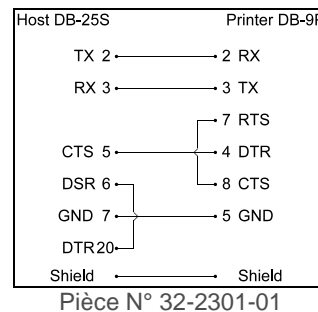 Host DB-25S Printer DB-9P
TX 2 2 RX
RX 3 3 TX
7 RTS
CTS 5 4 DTR
DSR 6 8 CTS
GND 7 5 GND
DTR20
Shield Shield
Pièce N° 32-2301-01